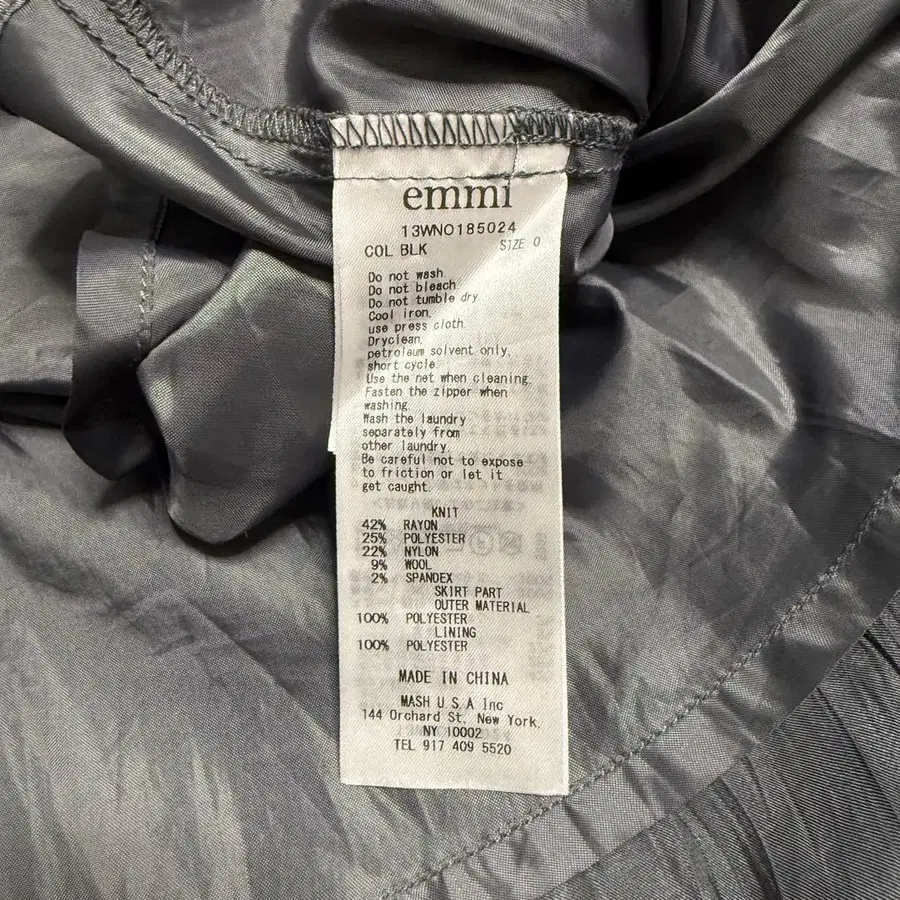 emmi
13WNO185024
COL BLK SIZE 0
Do not wash.
Do not bleach.
Do not tumble dry
Cool iron.
use press cloth.
Dryclean,
petroleum solvent only,
short cycle
Use the net when cleaning.
Fasten the zipper when
washing.
Wash the laundry
separately from
other laundry.
Be careful not to expose
to friction or let it
get caught.
KNIT
42% RAYON
25% POLYESTER
22% NYLON
9% WOOL
2% SPANDEX
SKIRT PART
OUTER MATERIAL
100% POLYESTER
LINING
100% POLYESTER
MADE IN CHINA
MASH U S A Inc
144 Orchard St. New York,
NY 10002
TEL 917 409 5520